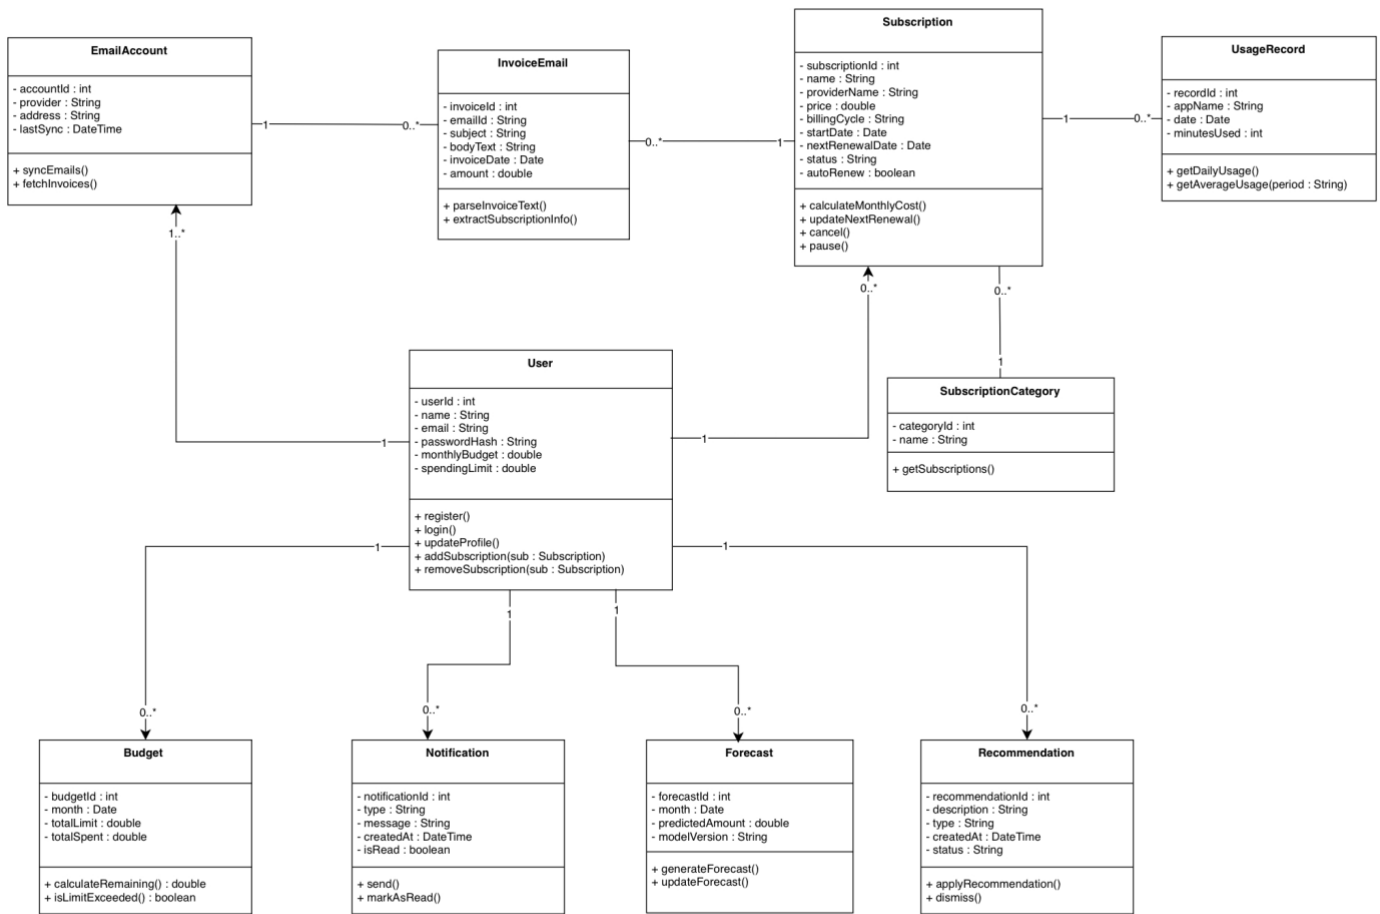 EmailAccount
- accountId : int
- provider : String
- address : String
- lastSync : DateTime
+ syncEmails()
+ fetchInvoices()
1
0..*
InvoiceEmail
- invoiceId : int
- emailId : String
- subject : String
- bodyText : String
- invoiceDate : Date
- amount : double
+ parseInvoiceText()
+ extractSubscriptionInfo()
0..*
1
Subscription
- subscriptionId : int
- name : String
- providerName : String
- price : double
- billingCycle : String
- startDate : Date
- nextRenewalDate : Date
- status : String
- autoRenew : boolean
+ calculateMonthlyCost()
+ updateNextRenewal()
+ cancel()
+ pause()
1
0..*
UsageRecord
- recordId : int
- appName : String
- date : Date
- minutesUsed : int
+ getDailyUsage()
+ getAverageUsage(period : String)
1..*
0..*
0..*
1
User
- userId : int
- name : String
- email : String
- passwordHash : String
- monthlyBudget : double
- spendingLimit : double
+ register()
+ login()
+ updateProfile()
+ addSubscription(sub : Subscription)
+ removeSubscription(sub : Subscription)
1
1
SubscriptionCategory
- categoryId : int
- name : String
+ getSubscriptions()
1
1
1
1
0..*
0..*
0..*
0..*
Budget
- budgetId : int
- month : Date
- totalLimit : double
- totalSpent : double
+ calculateRemaining() : double
+ isLimitExceeded() : boolean
Notification
- notificationId : int
- type : String
- message : String
- createdAt : DateTime
- isRead : boolean
+ send()
+ markAsRead()
Forecast
- forecastId : int
- month : Date
- predictedAmount : double
- modelVersion : String
+ generateForecast()
+ updateForecast()
Recommendation
- recommendationId : int
- description : String
- type : String
- createdAt : DateTime
- status : String
+ applyRecommendation()
+ dismiss()